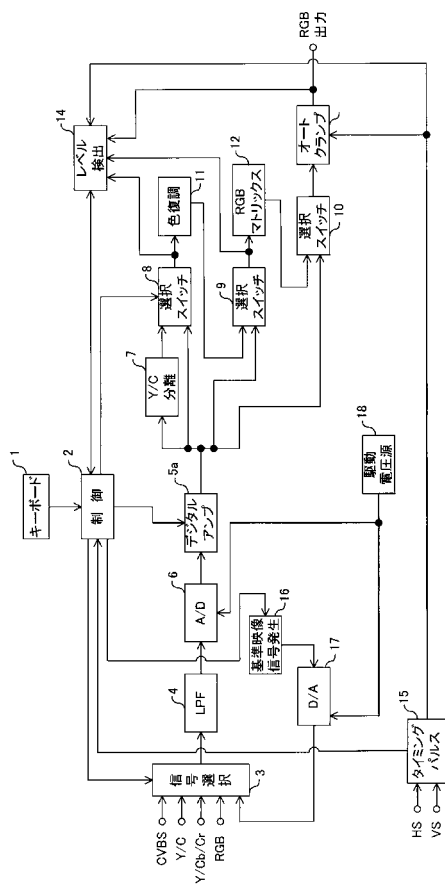 1
キーボード
2
制御
3
信号選択
CVBS
Y/C
Y/Cb/Cr
RGB
4
LPF
6
A/D
5a
デジタル
アンプ
7
Y/C
分離
8
選択
スイッチ
9
選択
スイッチ
10
選択
スイッチ
11
色復調
12
RGB
マトリックス
14
レベル
検出
オート
クランプ
RGB
出力
16
基準映像
信号発生
17
D/A
18
駆動
電圧源
15
タイミング
パルス
HS
VS